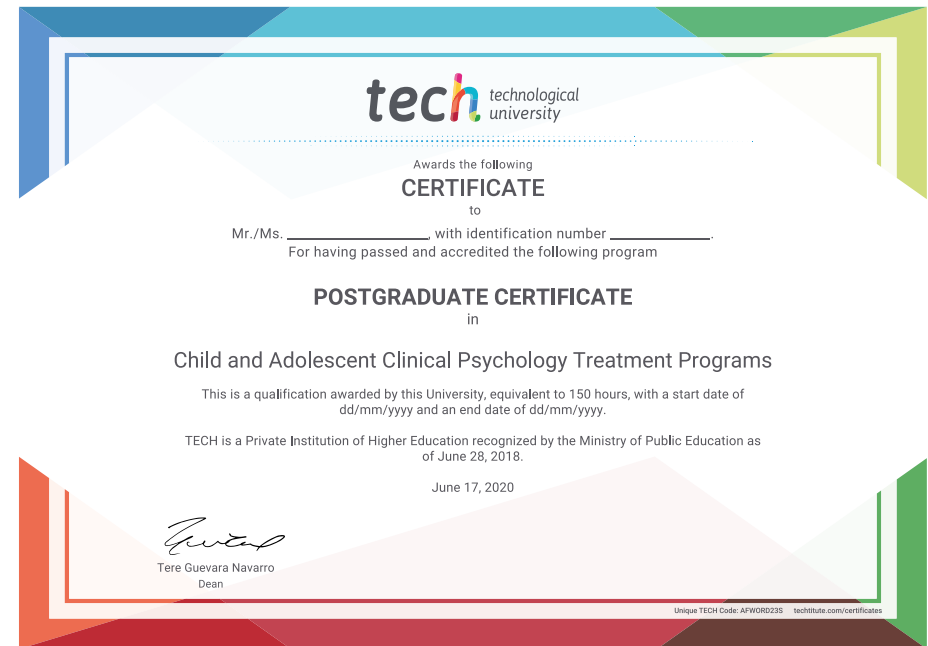 tech technological
university
Awards the following
CERTIFICATE
to
Mr./Ms. ____________________, with identification number ______________.
For having passed and accredited the following program
POSTGRADUATE CERTIFICATE
in
Child and Adolescent Clinical Psychology Treatment Programs
This is a qualification awarded by this University, equivalent to 150 hours, with a start date of
dd/mm/yyyy and an end date of dd/mm/yyyy.
TECH is a Private Institution of Higher Education recognized by the Ministry of Public Education as
of June 28, 2018.
June 17, 2020
Tere Guevara Navarro
Dean
Unique TECH Code: AFWORD23S techtitute.com/certificates